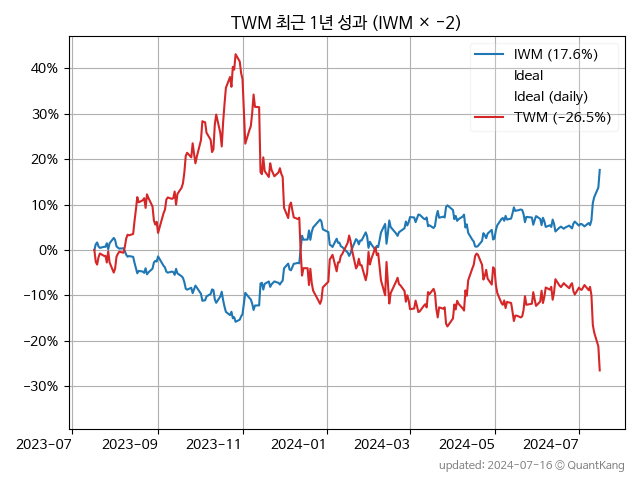 TWM 최근 1년 성과 (IWM × −2)
IWM (17.6%)
Ideal
Ideal (daily)
TWM (−26.5%)
40%
30%
20%
10%
0%
−10%
−20%
−30%
2023−07 2023−09 2023−11 2024−01 2024−03 2024−05 2024−07
updated: 2024−07−16 © QuantKang